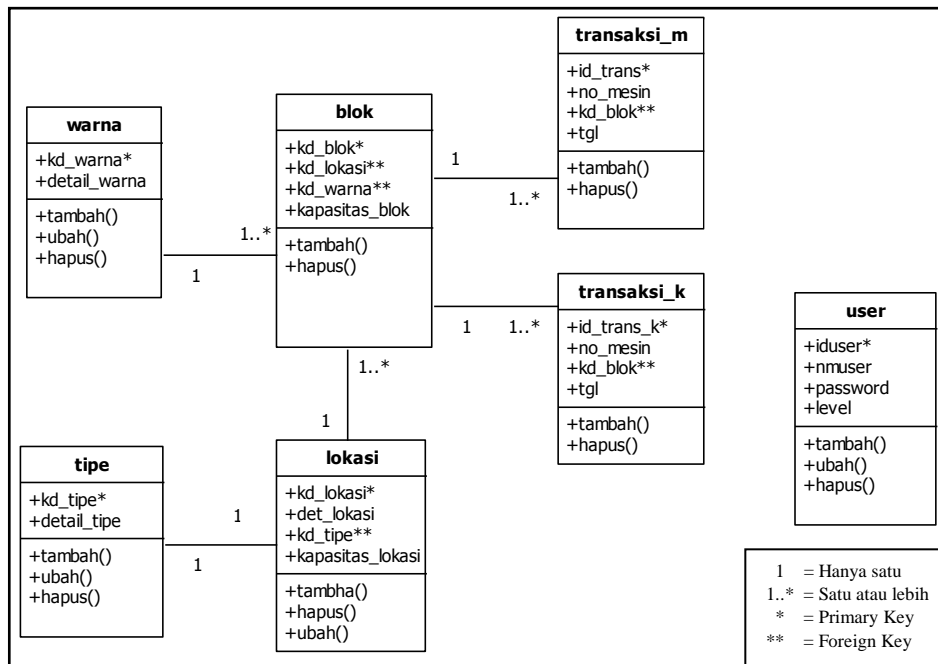 transaksi_m
+id_trans*
+no_mesin
+kd_blok**
+tgl
+tambah()
+hapus()
blok
+kd_blok*
+kd_lokasi**
+kd_warna**
+kapasitas_blok
+tambah()
+hapus()
warna
+kd_warna*
+detail_warna
+tambah()
+ubah()
+hapus()
1
1..*
1..*
1
transaksi_k
+id_trans_k*
+no_mesin
+kd_blok**
+tgl
+tambah()
+hapus()
1
1..*
user
+iduser*
+nmuser
+password
+level
+tambah()
+ubah()
+hapus()
1..*
1
lokasi
+kd_lokasi*
+det_lokasi
+kd_tipe**
+kapasitas_lokasi
+tambha()
+hapus()
+ubah()
tipe
+kd_tipe*
+detail_tipe
+tambah()
+ubah()
+hapus()
1
1
1 = Hanya satu
1..* = Satu atau lebih
* = Primary Key
** = Foreign Key